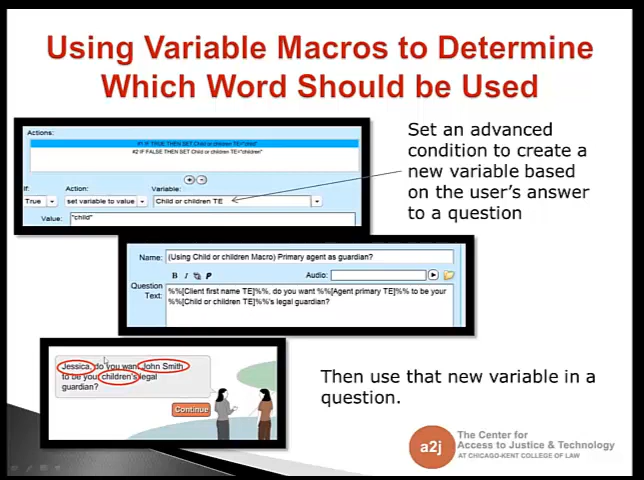 Using Variable Macros to Determine
Which Word Should be Used
Actions:
#1 IF TRUE THEN SET Child or children TE="child"
#2 IF FALSE THEN SET Child or children TE="children"
If:
Action:
Variable:
True
set variable to value
Child or children TE
Value:
"child"
Set an advanced
condition to create a
new variable based
on the user's answer
to a question
Name:
(Using Child or children Macro) Primary agent as guardian?
B I P
Audio:
Question
Text:
%%[Client first name TE]%%, do you want %%[Agent primary TE]%% to be your
%%[Child or children TE]%%'s legal guardian?
Jessica, do you want John Smith
to be your children's legal
guardian?
Continue
Then use that new variable in a
question.
a2j
The Center for
Access to Justice & Technology
AT CHICAGO-KENT COLLEGE OF LAW